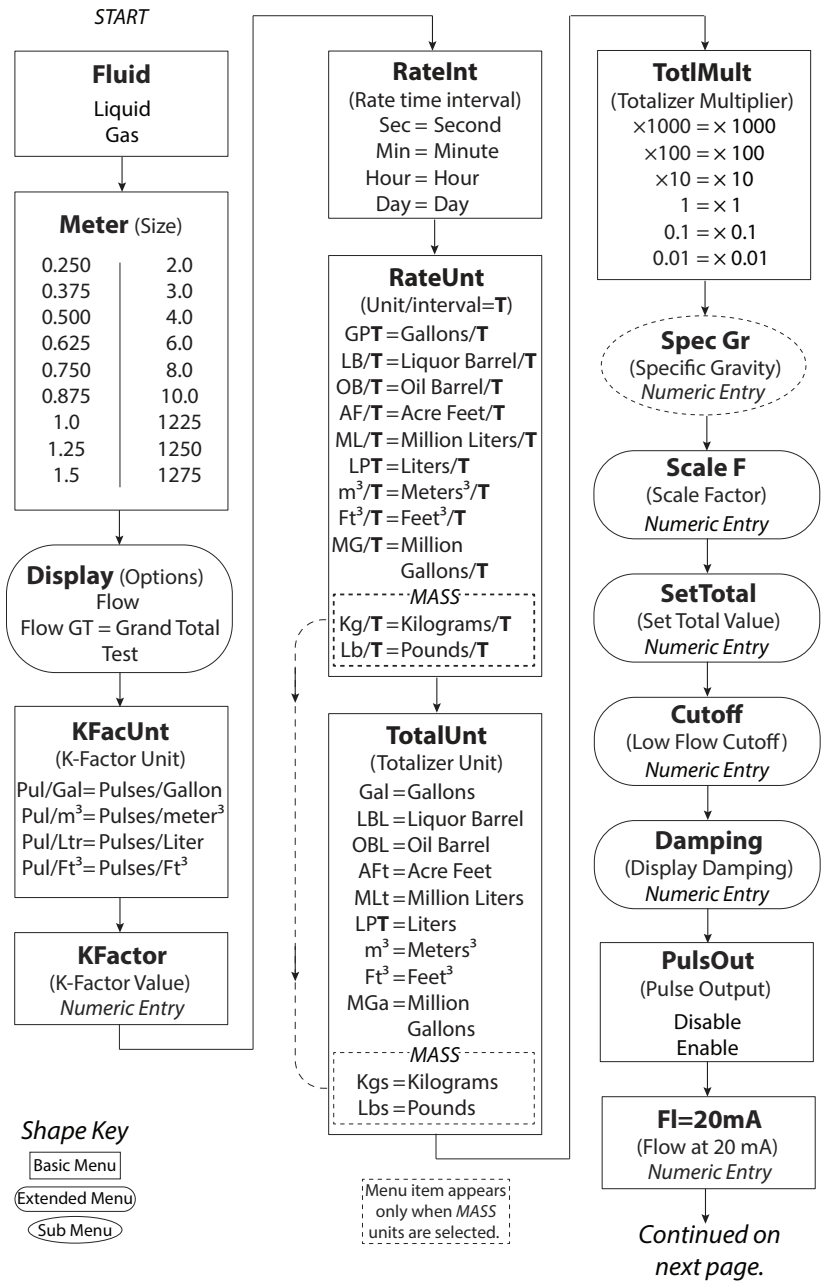 START
Fluid
Liquid
Gas
Meter (Size)
0.250 2.0
0.375 3.0
0.500 4.0
0.625 6.0
0.750 8.0
0.875 10.0
1.0 1225
1.25 1250
1.5 1275
Display (Options)
Flow
Flow GT = Grand Total
Test
KFacUnt
(K-Factor Unit)
Pul/Gal= Pulses/Gallon
Pul/m³= Pulses/meter³
Pul/Ltr= Pulses/Liter
Pul/Ft³= Pulses/Ft³
KFactor
(K-Factor Value)
Numeric Entry
RateInt
(Rate time interval)
Sec = Second
Min = Minute
Hour = Hour
Day = Day
RateUnt
(Unit/interval=T)
GPT = Gallons/T
LB/T = Liquor Barrel/T
OB/T = Oil Barrel/T
AF/T = Acre Feet/T
ML/T = Million Liters/T
LPT = Liters/T
m³/T = Meters³/T
Ft³/T = Feet³/T
MG/T = Million
Gallons/T
MASS
Kg/T = Kilograms/T
Lb/T = Pounds/T
TotalUnt
(Totalizer Unit)
Gal = Gallons
LBL = Liquor Barrel
OBL = Oil Barrel
AFt = Acre Feet
MLt = Million Liters
LPT = Liters
m³ = Meters³
Ft³ = Feet³
MGa = Million
Gallons
MASS
Kgs = Kilograms
Lbs = Pounds
TotlMult
(Totalizer Multiplier)
×1000 = × 1000
×100 = × 100
×10 = × 10
1 = × 1
0.1 = × 0.1
0.01 = × 0.01
Spec Gr
(Specific Gravity)
Numeric Entry
Scale F
(Scale Factor)
Numeric Entry
SetTotal
(Set Total Value)
Numeric Entry
Cutoff
(Low Flow Cutoff)
Numeric Entry
Damping
(Display Damping)
Numeric Entry
PulsOut
(Pulse Output)
Disable
Enable
Fl=20mA
(Flow at 20 mA)
Numeric Entry
Continued on
next page.
Shape Key
Basic Menu
Extended Menu
Sub Menu
Menu item appears
only when MASS
units are selected.